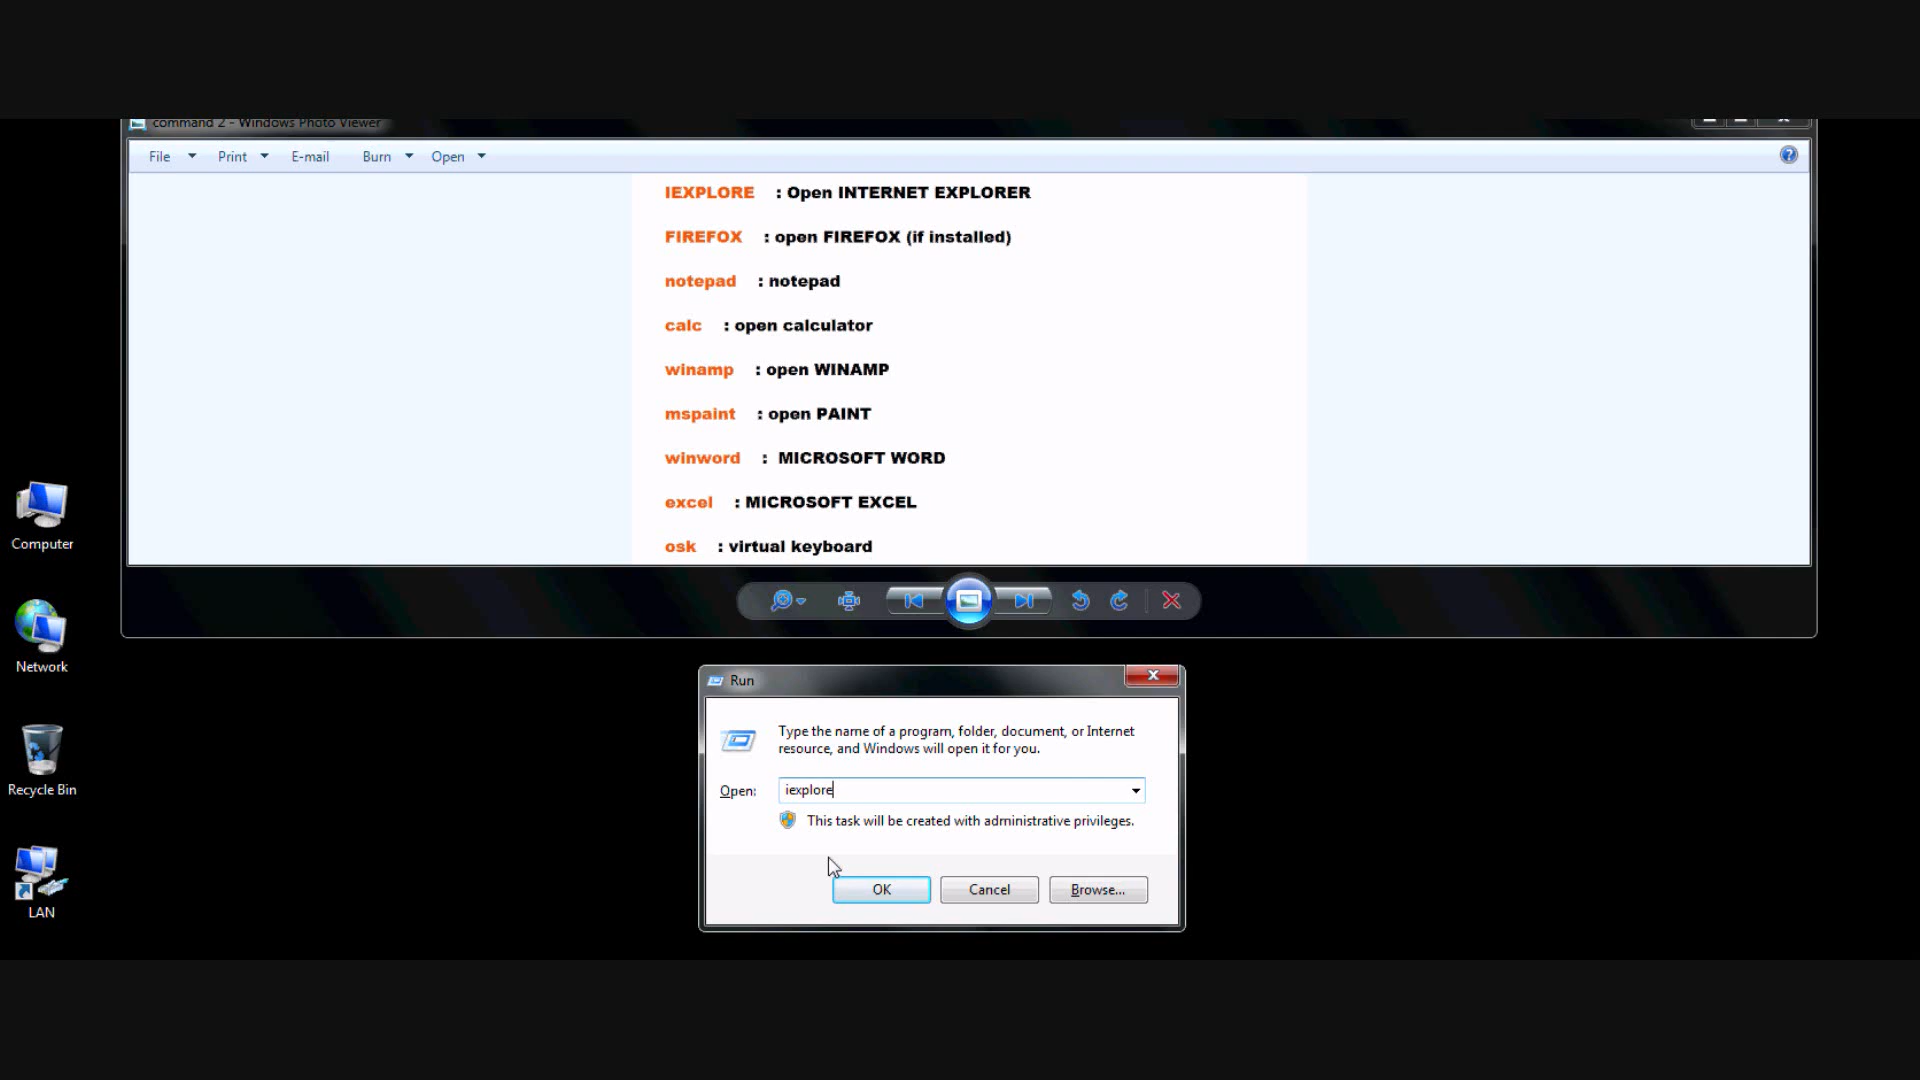 command 2 - Windows Photo Viewer
File Print E-mail Burn Open
IEXPLORE : Open INTERNET EXPLORER
FIREFOX : open FIREFOX (if installed)
notepad : notepad
calc : open calculator
winamp : open WINAMP
mspaint : open PAINT
winword : MICROSOFT WORD
excel : MICROSOFT EXCEL
osk : virtual keyboard
Computer
Network
Recycle Bin
LAN
Run
Type the name of a program, folder, document, or Internet
resource, and Windows will open it for you.
Open: iexplore
This task will be created with administrative privileges.
OK Cancel Browse...